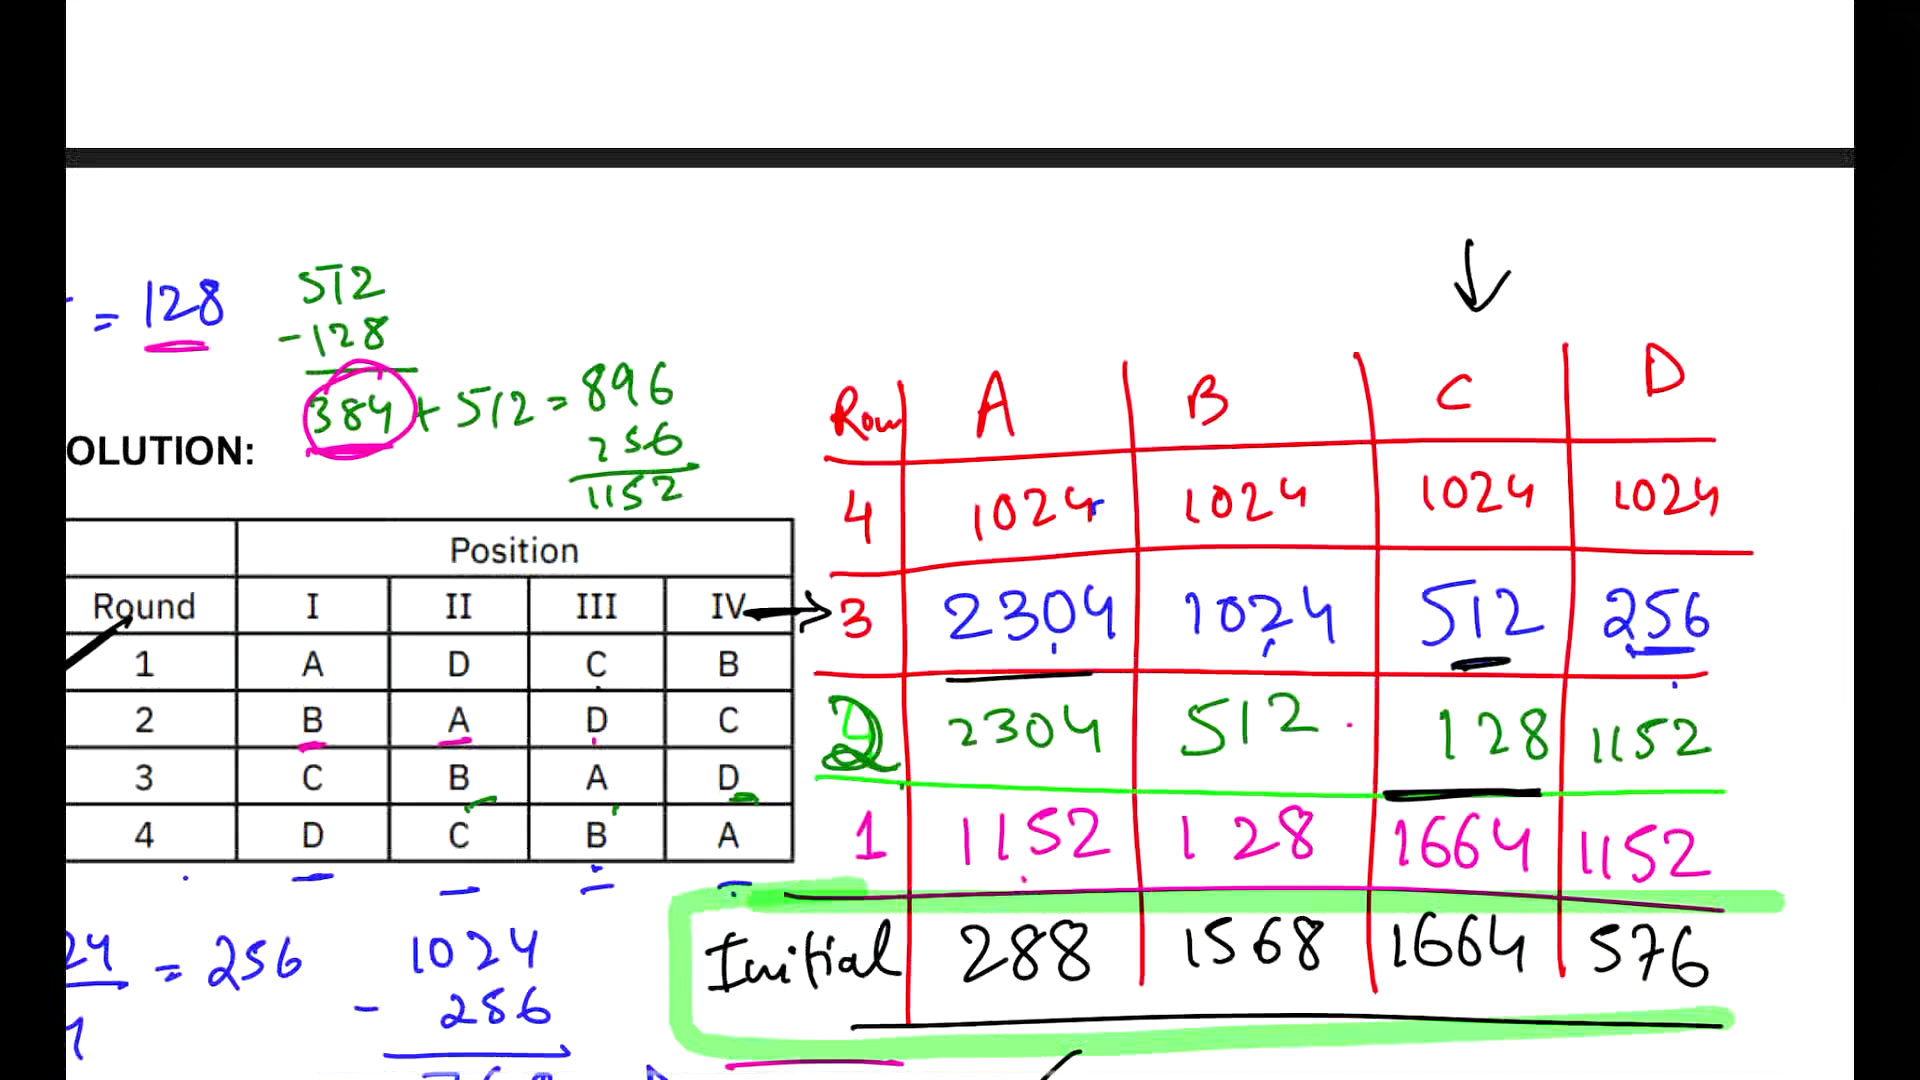 = 128
512
-128
384 + 512 = 896
256
1152
OLUTION:
Position
Round I II III IV
1 A D C B
2 B A D C
3 C B A D
4 D C B A
Row A B C D
4 1024 1024 1024 1024
3 2304 1024 512 256
2 2304 512 128 1152
1 1152 128 1664 1152
Initial 288 1568 1664 576
24 = 256
1024
- 256